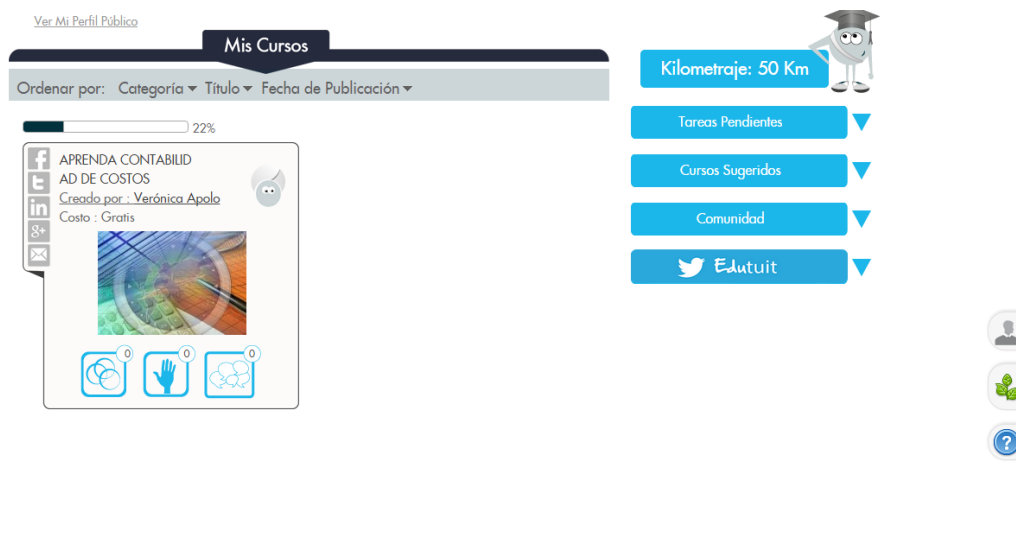 Ver Mi Perfil Público
Mis Cursos
Ordenar por: Categoría Título Fecha de Publicación
22%
APRENDA CONTABILID
AD DE COSTOS
Creado por : Verónica Apolo
Costo : Gratis
0 0 0
Kilometraje: 50 Km
Tareas Pendientes
Cursos Sugeridos
Comunidad
Edutuit